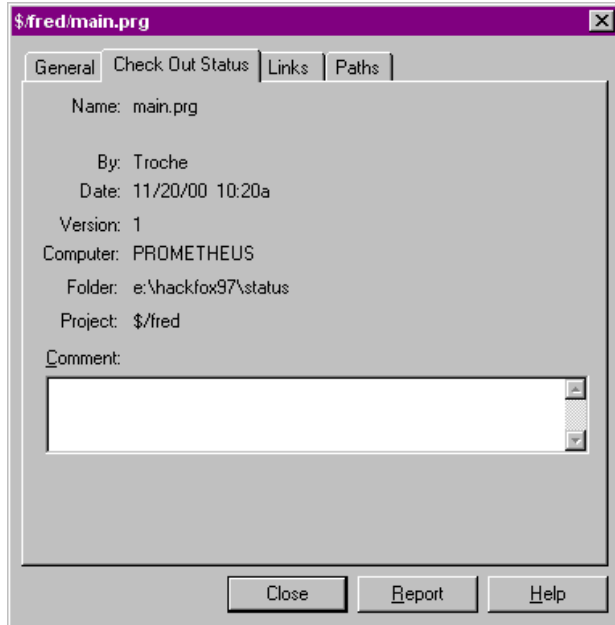 $/fred/main.prg
General Check Out Status Links Paths
Name: main.prg
By: Troche
Date: 11/20/00 10:20a
Version: 1
Computer: PROMETHEUS
Folder: e:\hackfox97\status
Project: $/fred
Comment:
Close Report Help